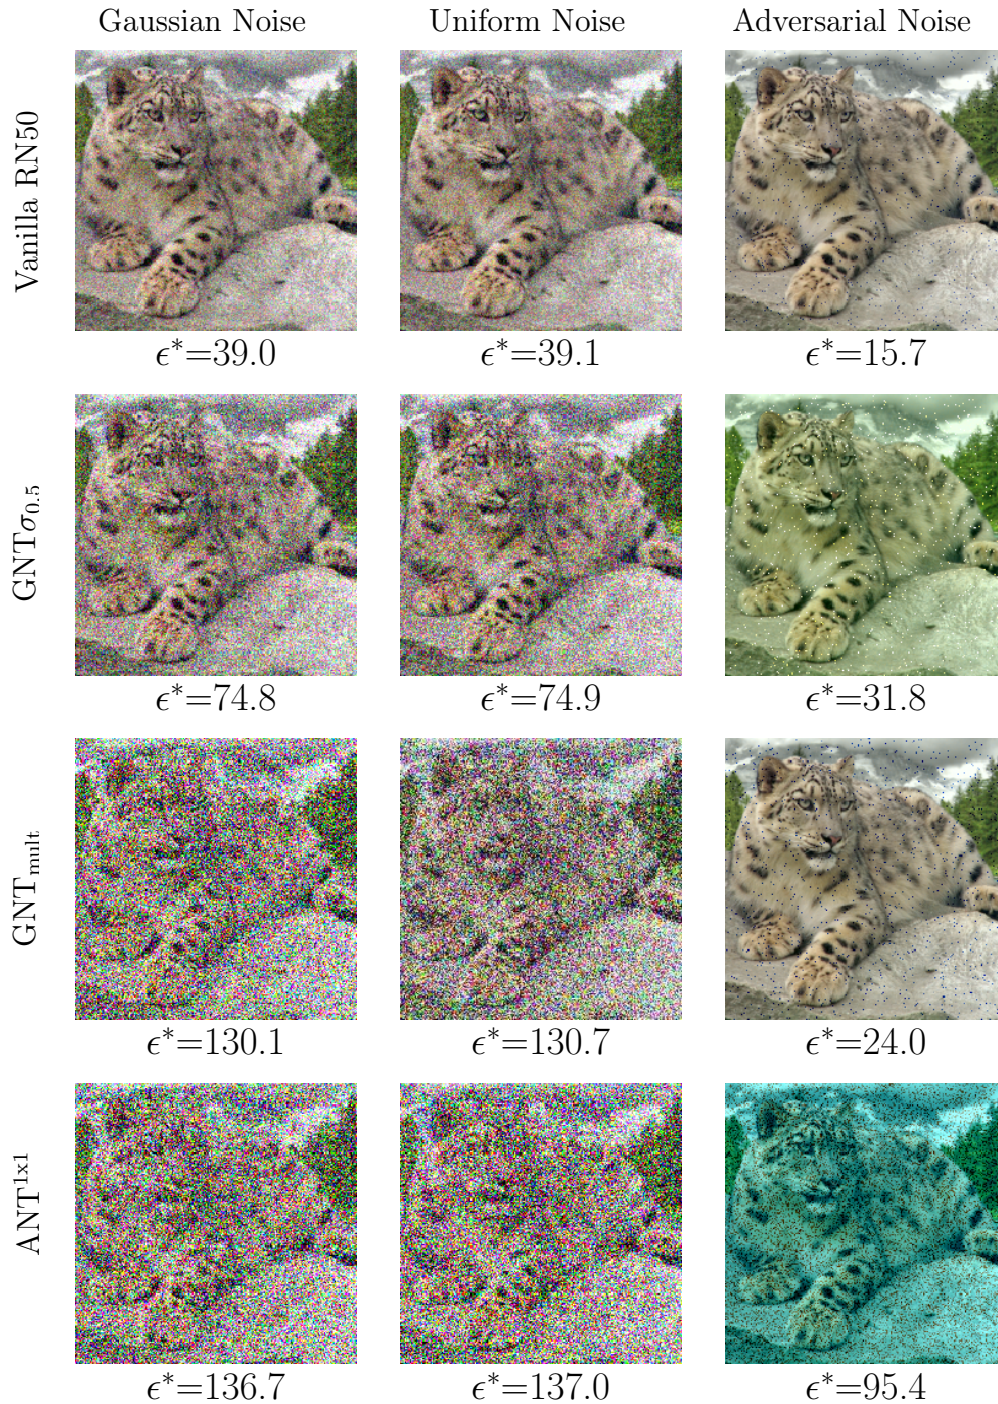 Gaussian Noise Uniform Noise Adversarial Noise
Vanilla RN50
ϵ*=39.0 ϵ*=39.1 ϵ*=15.7
GNTσ0.5
ϵ*=74.8 ϵ*=74.9 ϵ*=31.8
GNTmult
ϵ*=130.1 ϵ*=130.7 ϵ*=24.0
ANT1x1
ϵ*=136.7 ϵ*=137.0 ϵ*=95.4